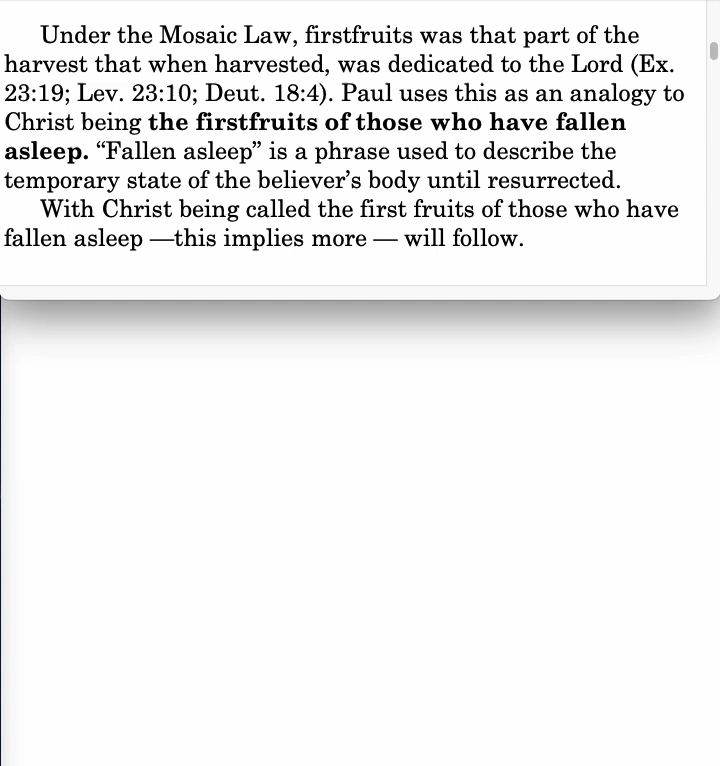 Under the Mosaic Law, firstfruits was that part of the
harvest that when harvested, was dedicated to the Lord (Ex.
23:19; Lev. 23:10; Deut. 18:4). Paul uses this as an analogy to
Christ being the firstfruits of those who have fallen
asleep. “Fallen asleep” is a phrase used to describe the
temporary state of the believer’s body until resurrected.
With Christ being called the first fruits of those who have
fallen asleep —this implies more — will follow.